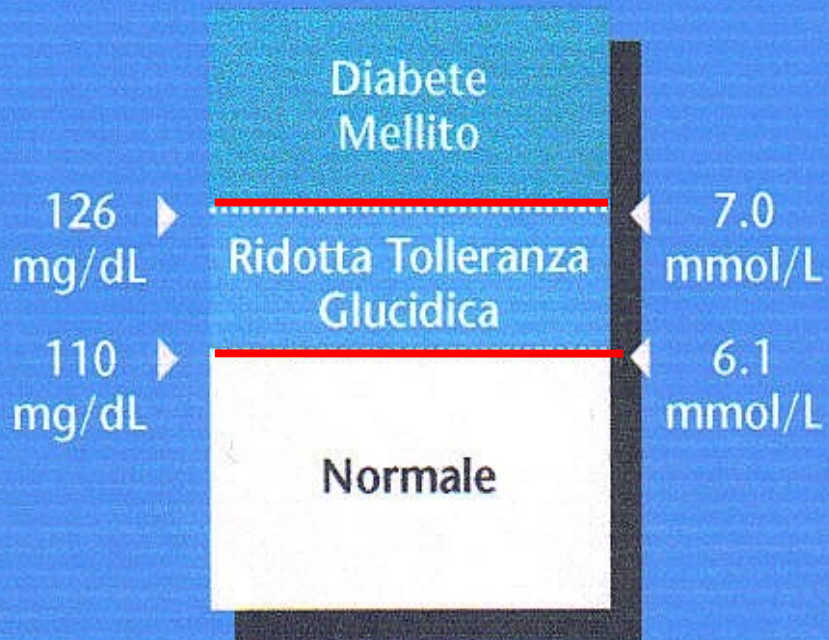 Diabete
Mellito
126
mg/dL
7.0
mmol/L
Ridotta Tolleranza
Glucidica
110
mg/dL
6.1
mmol/L
Normale